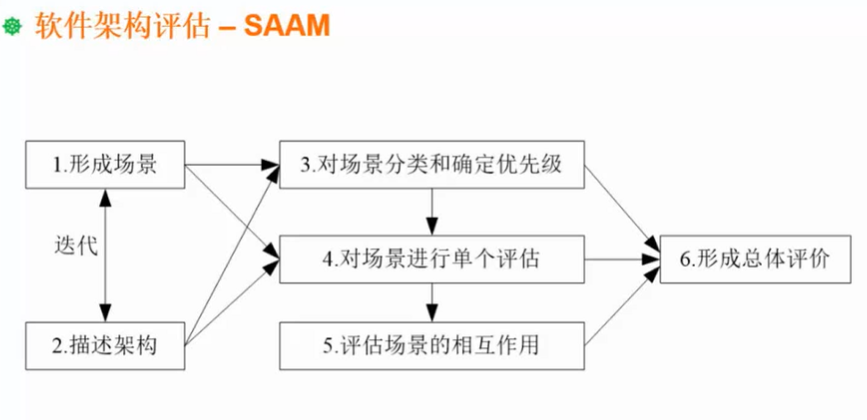 软件架构评估 – SAAM
1.形成场景
3.对场景分类和确定优先级
迭代
4.对场景进行单个评估
6.形成总体评价
2.描述架构
5.评估场景的相互作用